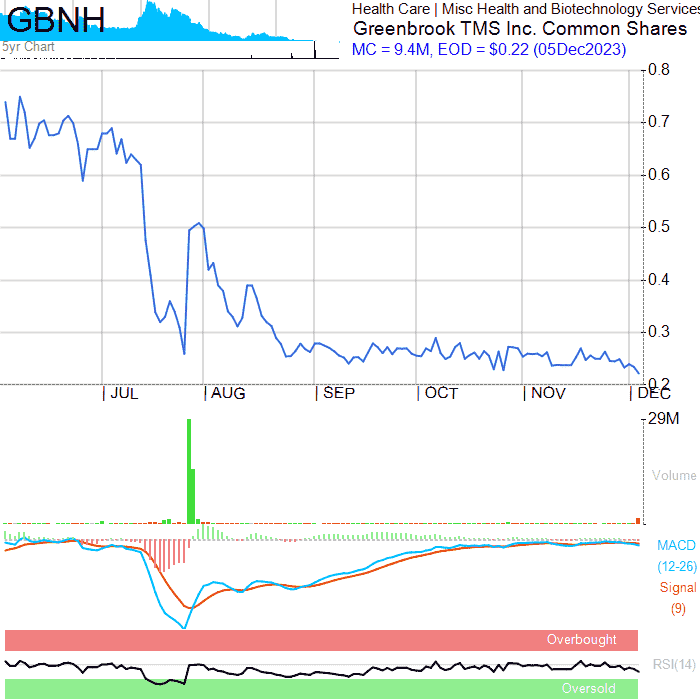 GBNH
5yr Chart
Health Care | Misc Health and Biotechnology Services
Greenbrook TMS Inc. Common Shares
MC = 9.4M, EOD = $0.22 (05Dec2023)
0.8
0.7
0.6
0.5
0.4
0.3
0.2
| JUL | AUG | SEP | OCT | NOV | DEC
29M
Volume
MACD
(12-26)
Signal
(9)
Overbought
RSI(14)
Oversold